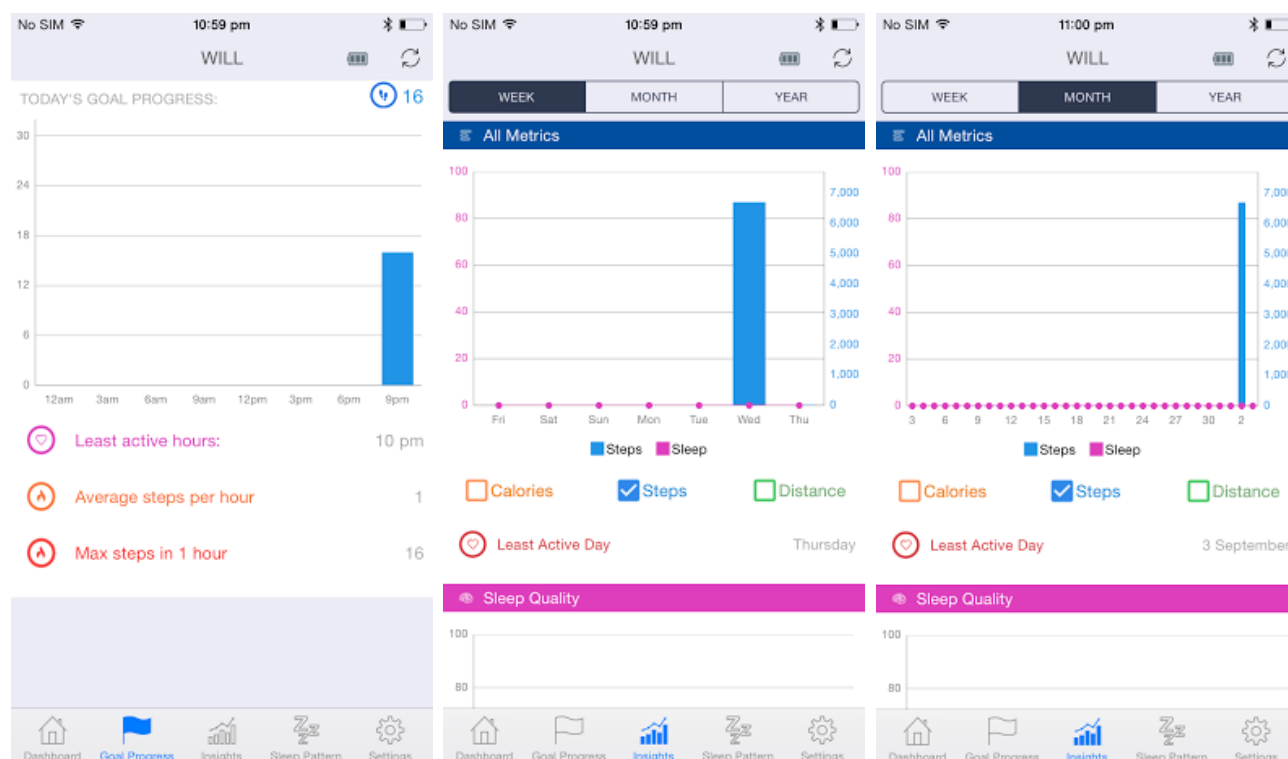 No SIM 10:59 pm
WILL
TODAY'S GOAL PROGRESS: 16
30
24
18
12
6
0
12am 3am 6am 9am 12pm 3pm 6pm 9pm
Least active hours: 10 pm
Average steps per hour 1
Max steps in 1 hour 16
Dashboard Goal Progress Insights Sleep Pattern Settings
No SIM 10:59 pm
WILL
WEEK MONTH YEAR
All Metrics
100
7,000
80 6,000
60 5,000
4,000
40 3,000
20 2,000
1,000
0 0
Fri Sat Sun Mon Tue Wed Thu
Steps Sleep
Calories Steps Distance
Least Active Day Thursday
Sleep Quality
100
80
Dashboard Goal Progress Insights Sleep Pattern Settings
No SIM 11:00 pm
WILL
WEEK MONTH YEAR
All Metrics
100
80
60
40
20
0 0
3 6 9 12 15 18 21 24 27 30 2
Steps Sleep
Calories Steps Distance
Least Active Day 3 September
Sleep Quality
100
80
Dashboard Goal Progress Insights Sleep Pattern Settings